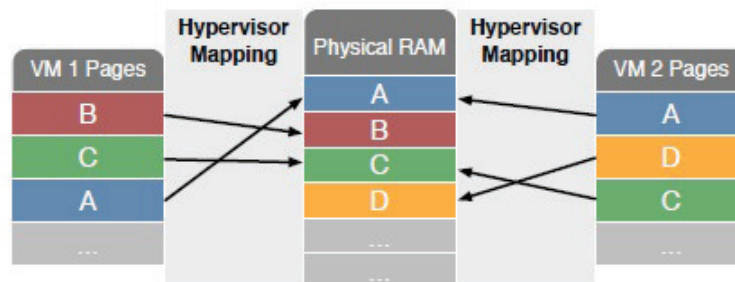 Hypervisor
Mapping
Hypervisor
Mapping
VM 1 Pages
Physical RAM
VM 2 Pages
B
C
A
...
A
B
C
D
...
...
A
D
C
...